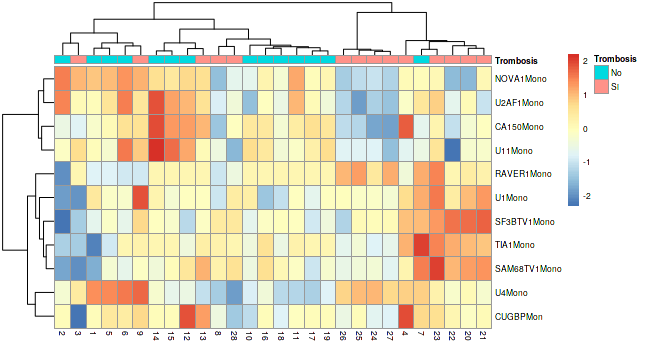 Trombosis
NOVA1Mono
U2AF1Mono
CA150Mono
U11Mono
RAVER1Mono
U1Mono
SF3BTV1Mono
TIA1Mono
SAM68TV1Mono
U4Mono
CUGBPMon
2 3 1 5 6 9 14 15 12 13 8 28 10 16 18 11 17 19 26 25 24 27 4 7 23 22 20 21
2
1
0
-1
-2
Trombosis
No
SI